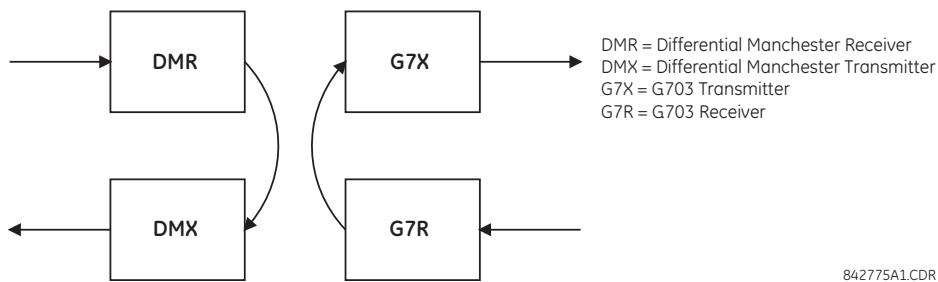 DMR
G7X
DMR = Differential Manchester Receiver
DMX = Differential Manchester Transmitter
G7X = G703 Transmitter
G7R = G703 Receiver
DMX
G7R
842775A1.CDR